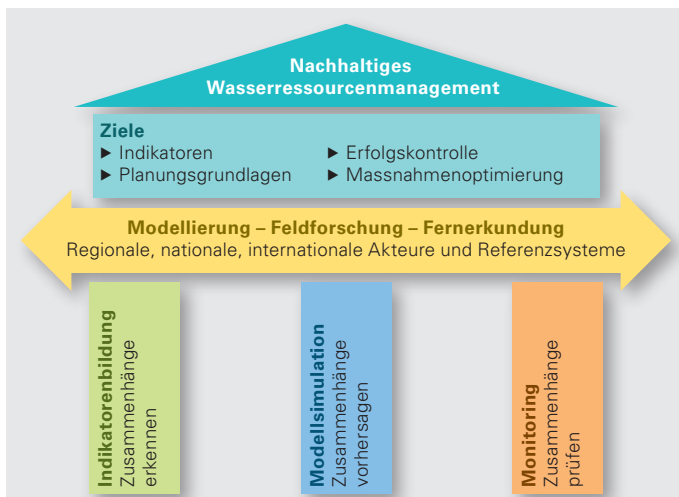 Nachhaltiges
Wasserressourcenmanagement
Ziele
► Indikatoren
► Planungsgrundlagen
► Erfolgskontrolle
► Massnahmenoptimierung
Modellierung – Feldforschung – Fernerkundung
Regionale, nationale, internationale Akteure und Referenzsysteme
Indikatorenbildung
Zusammenhänge
erkennen
Modellsimulation
Zusammenhänge
vorhersagen
Monitoring
Zusammenhänge
prüfen